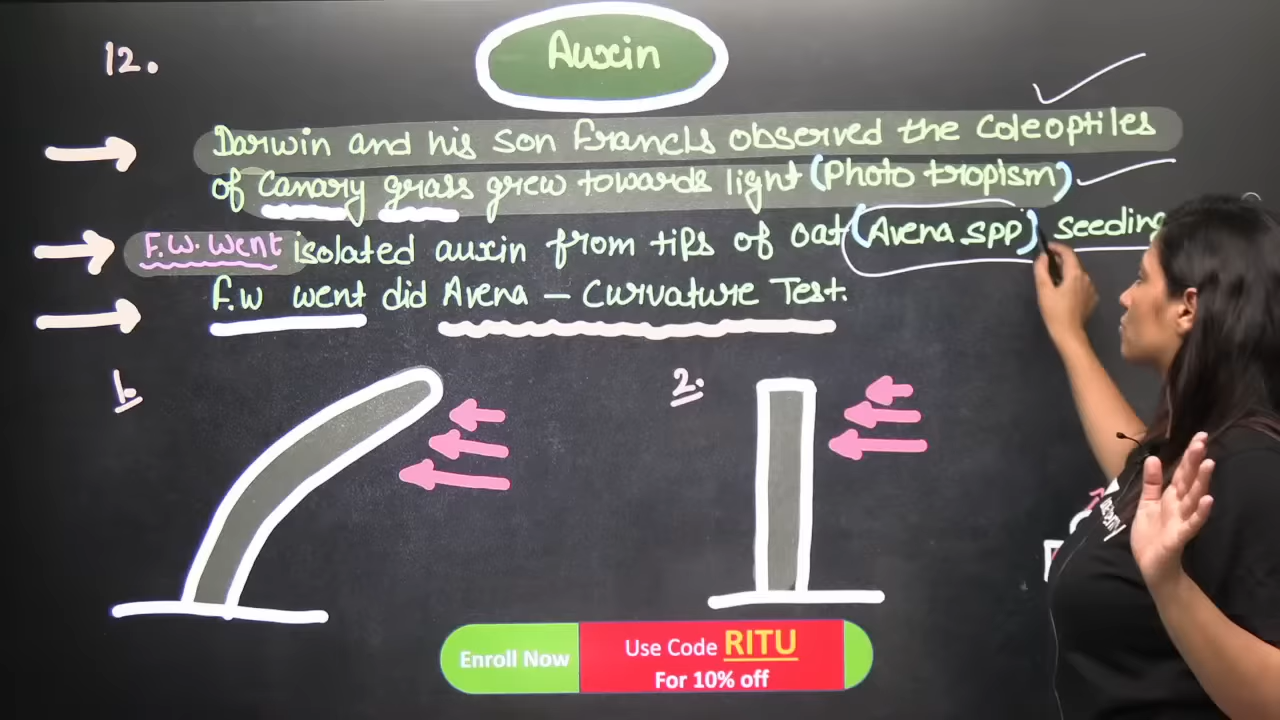 12.
Auxin
Darwin and his son Francis observed the Coleoptiles
of Canary grass grew towards light (Photo tropism)
F.W. Went isolated auxin from tips of oat (Avena spp)
F.W went did Avena – Curvature Test.
1.
2.
Enroll Now
Use Code RITU
For 10% off